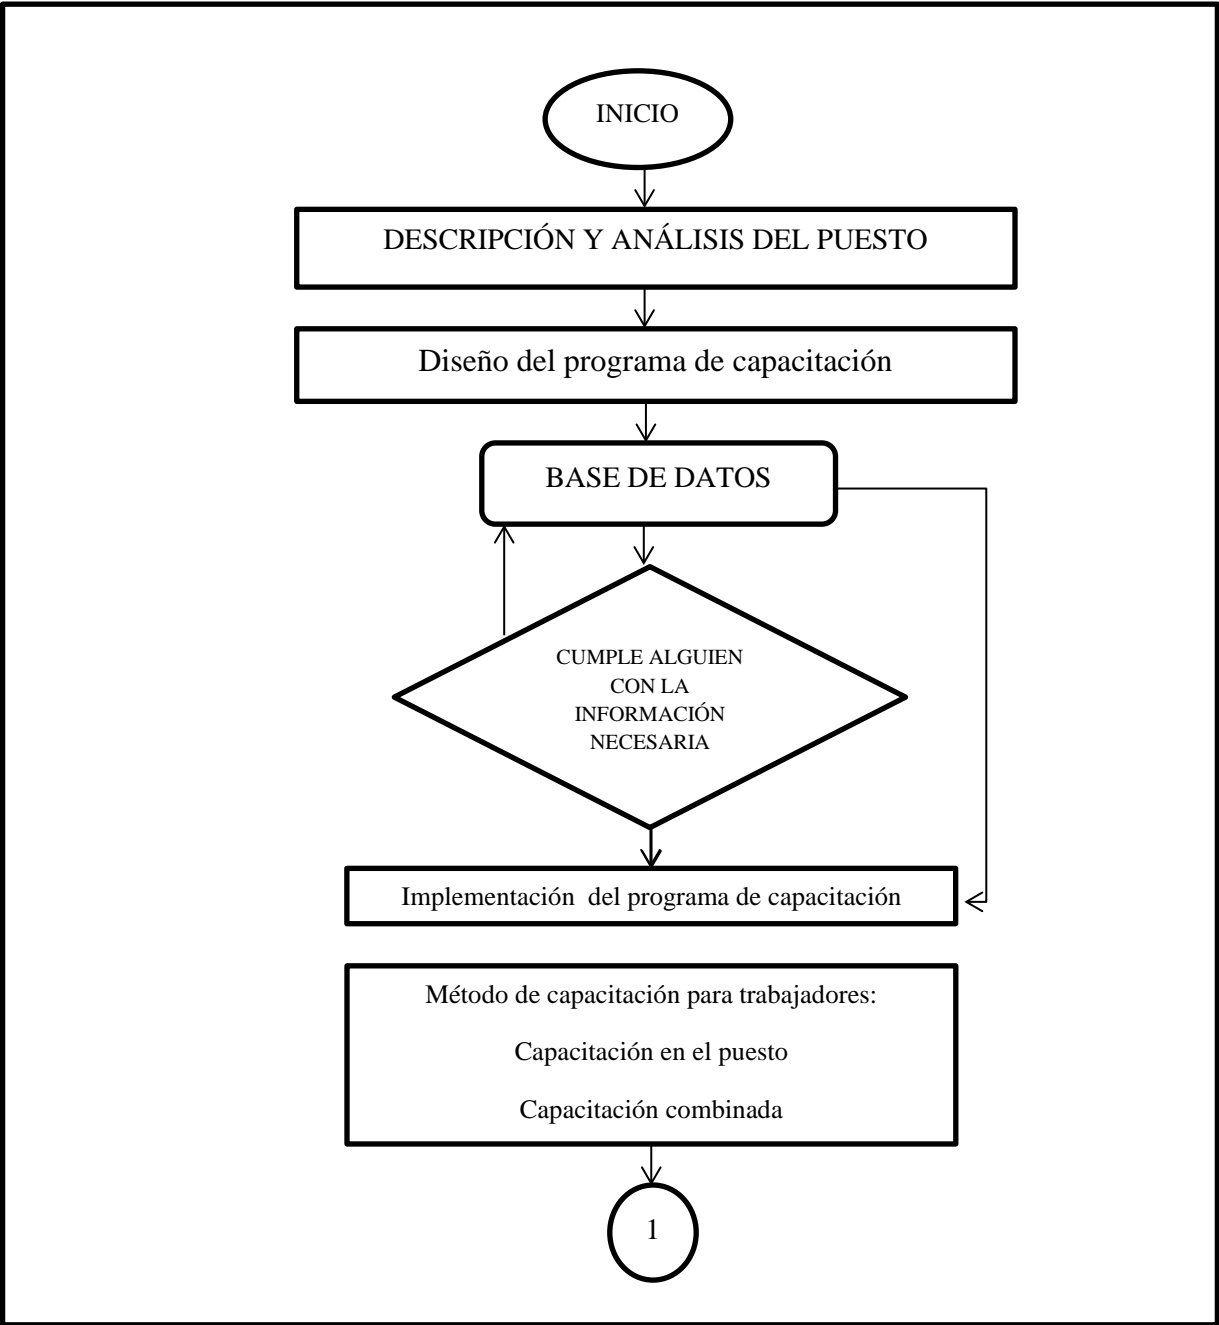 INICIO
DESCRIPCIÓN Y ANÁLISIS DEL PUESTO
Diseño del programa de capacitación
BASE DE DATOS
CUMPLE ALGUIEN
CON LA
INFORMACIÓN
NECESARIA
Implementación  del programa de capacitación
Método de capacitación para trabajadores:
Capacitación en el puesto
Capacitación combinada
1